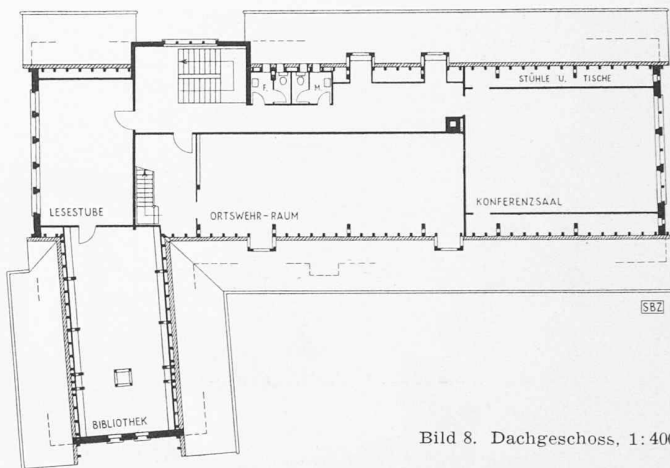 F.
M.
STÜHLE U. TISCHE
LESESTUBE
ORTSWEHR-RAUM
KONFERENZSAAL
SBZ
BIBLIOTHEK
Bild 8. Dachgeschoss, 1:400